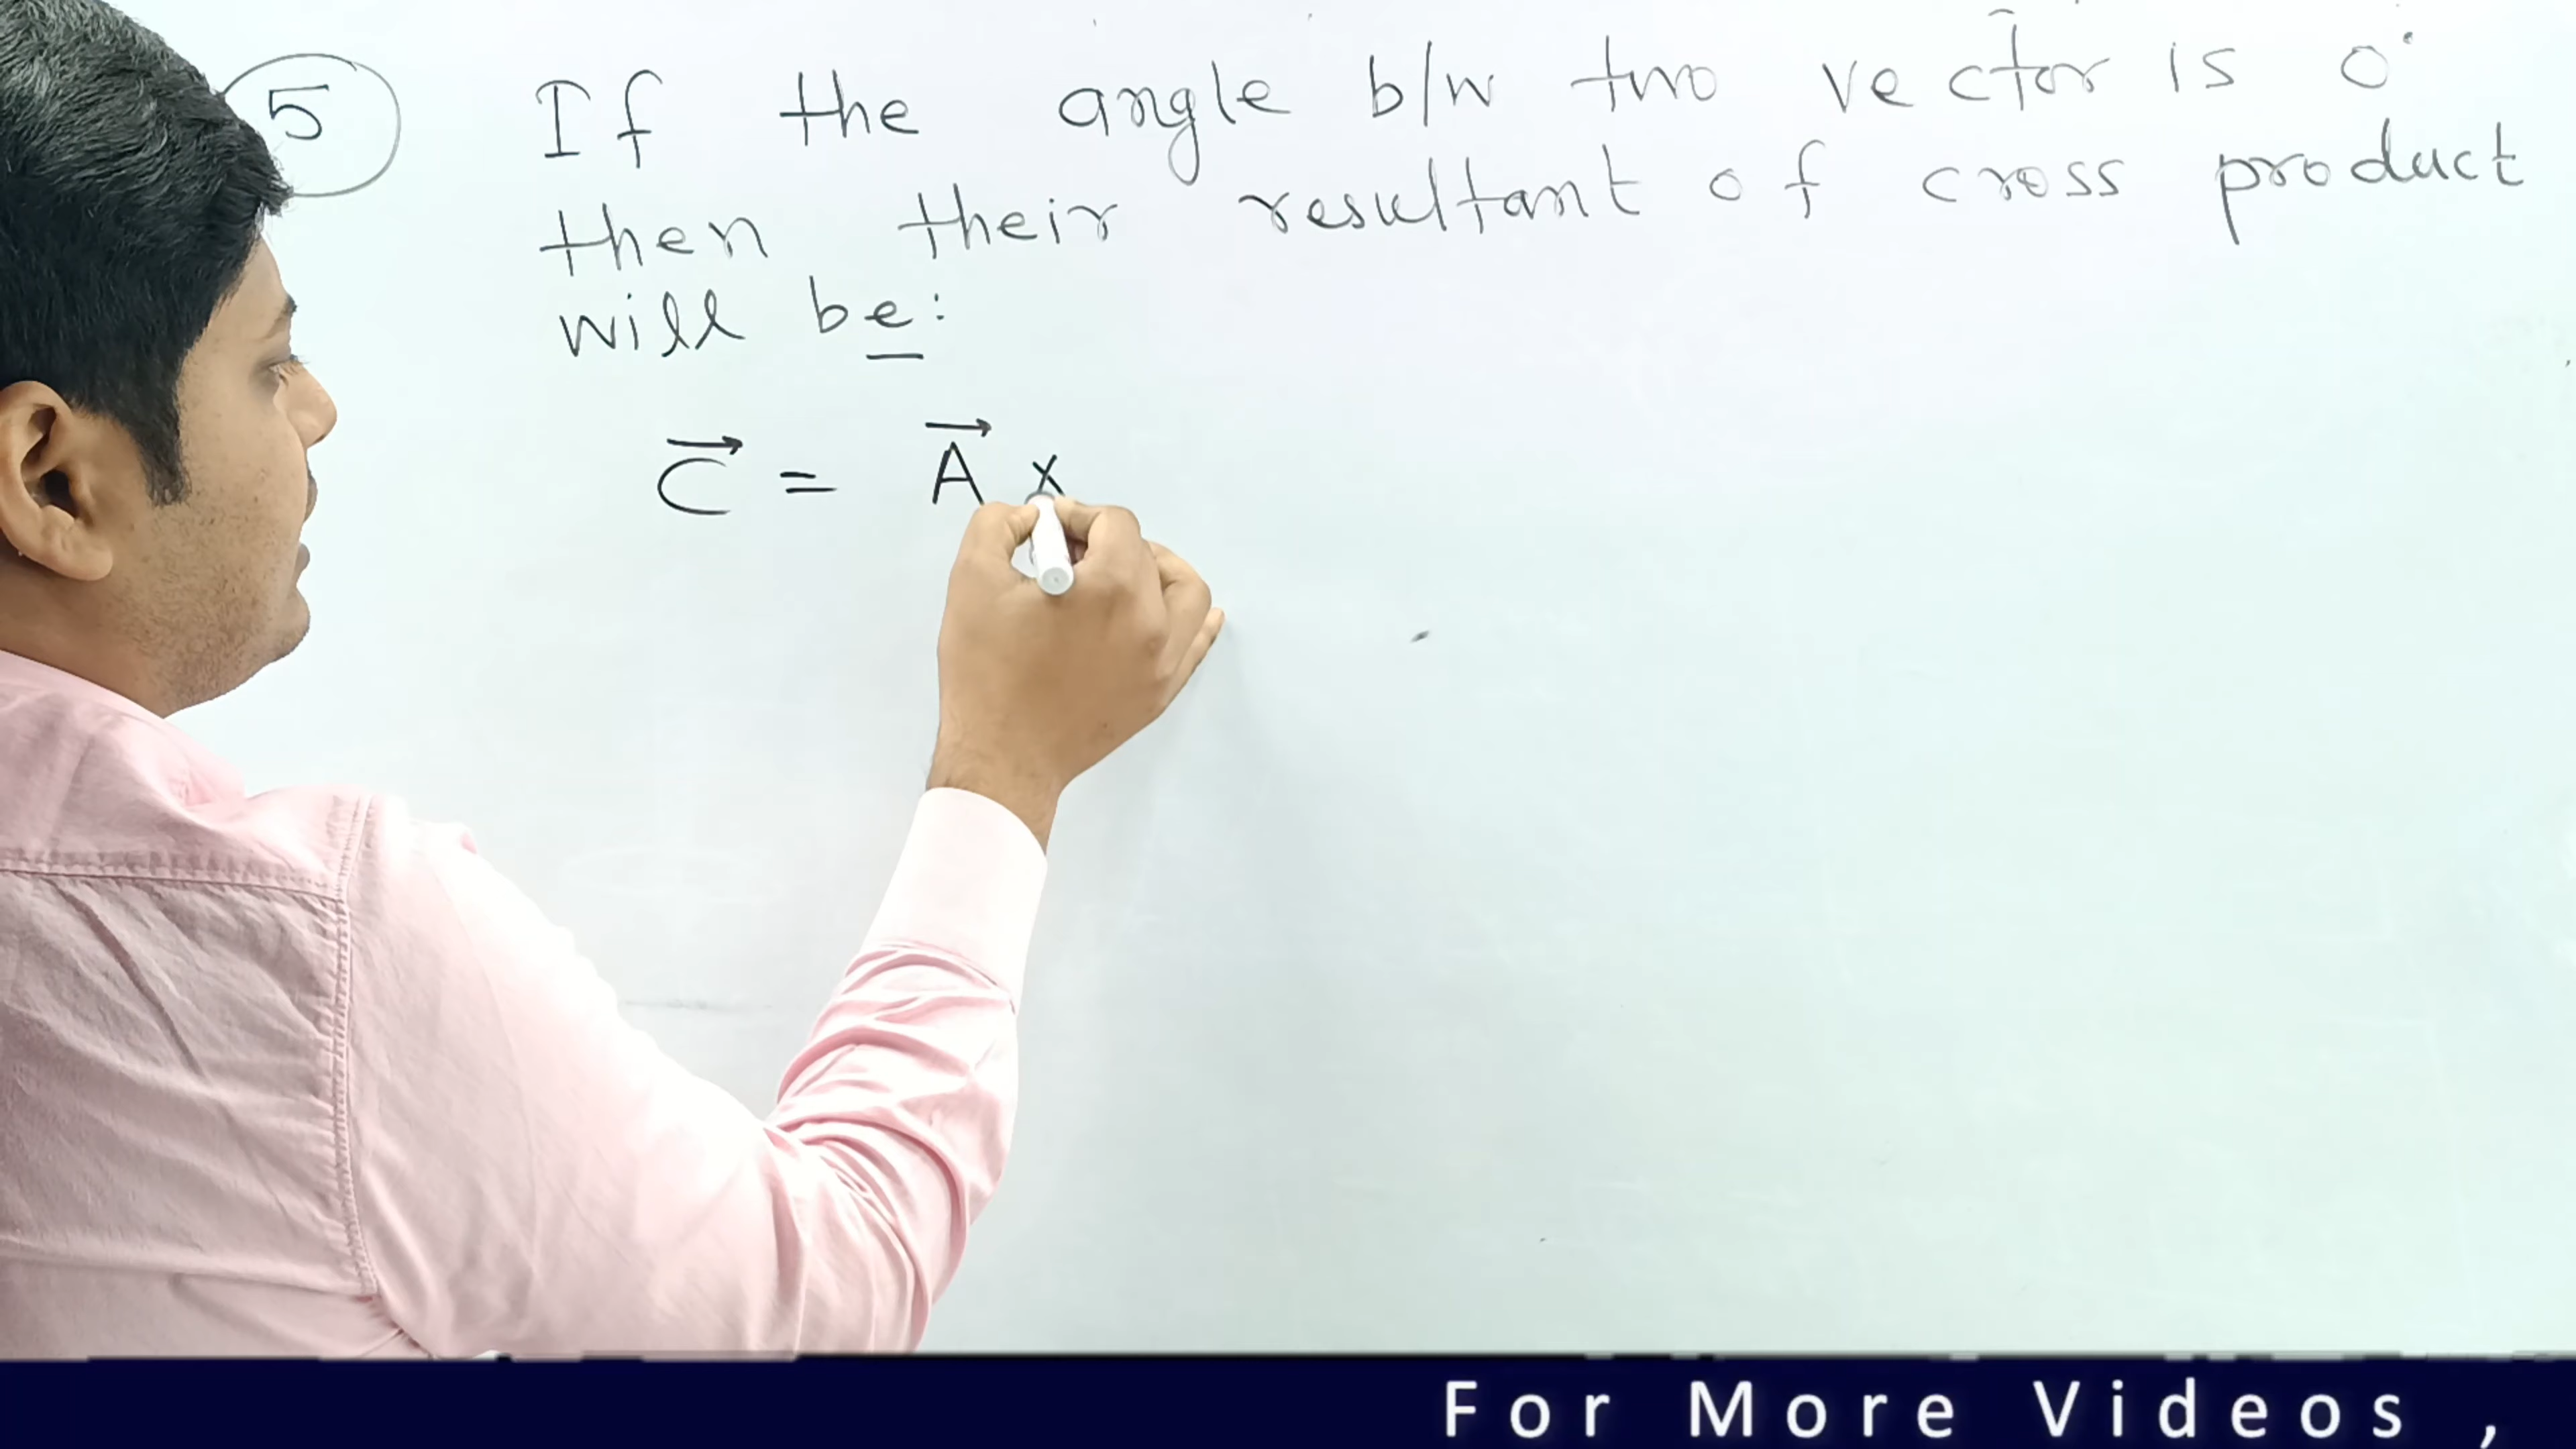 5 If the angle b/w two vector is 0°
then their resultant of cross product
will be:
C⃗ = A⃗ ×
For More Videos ,